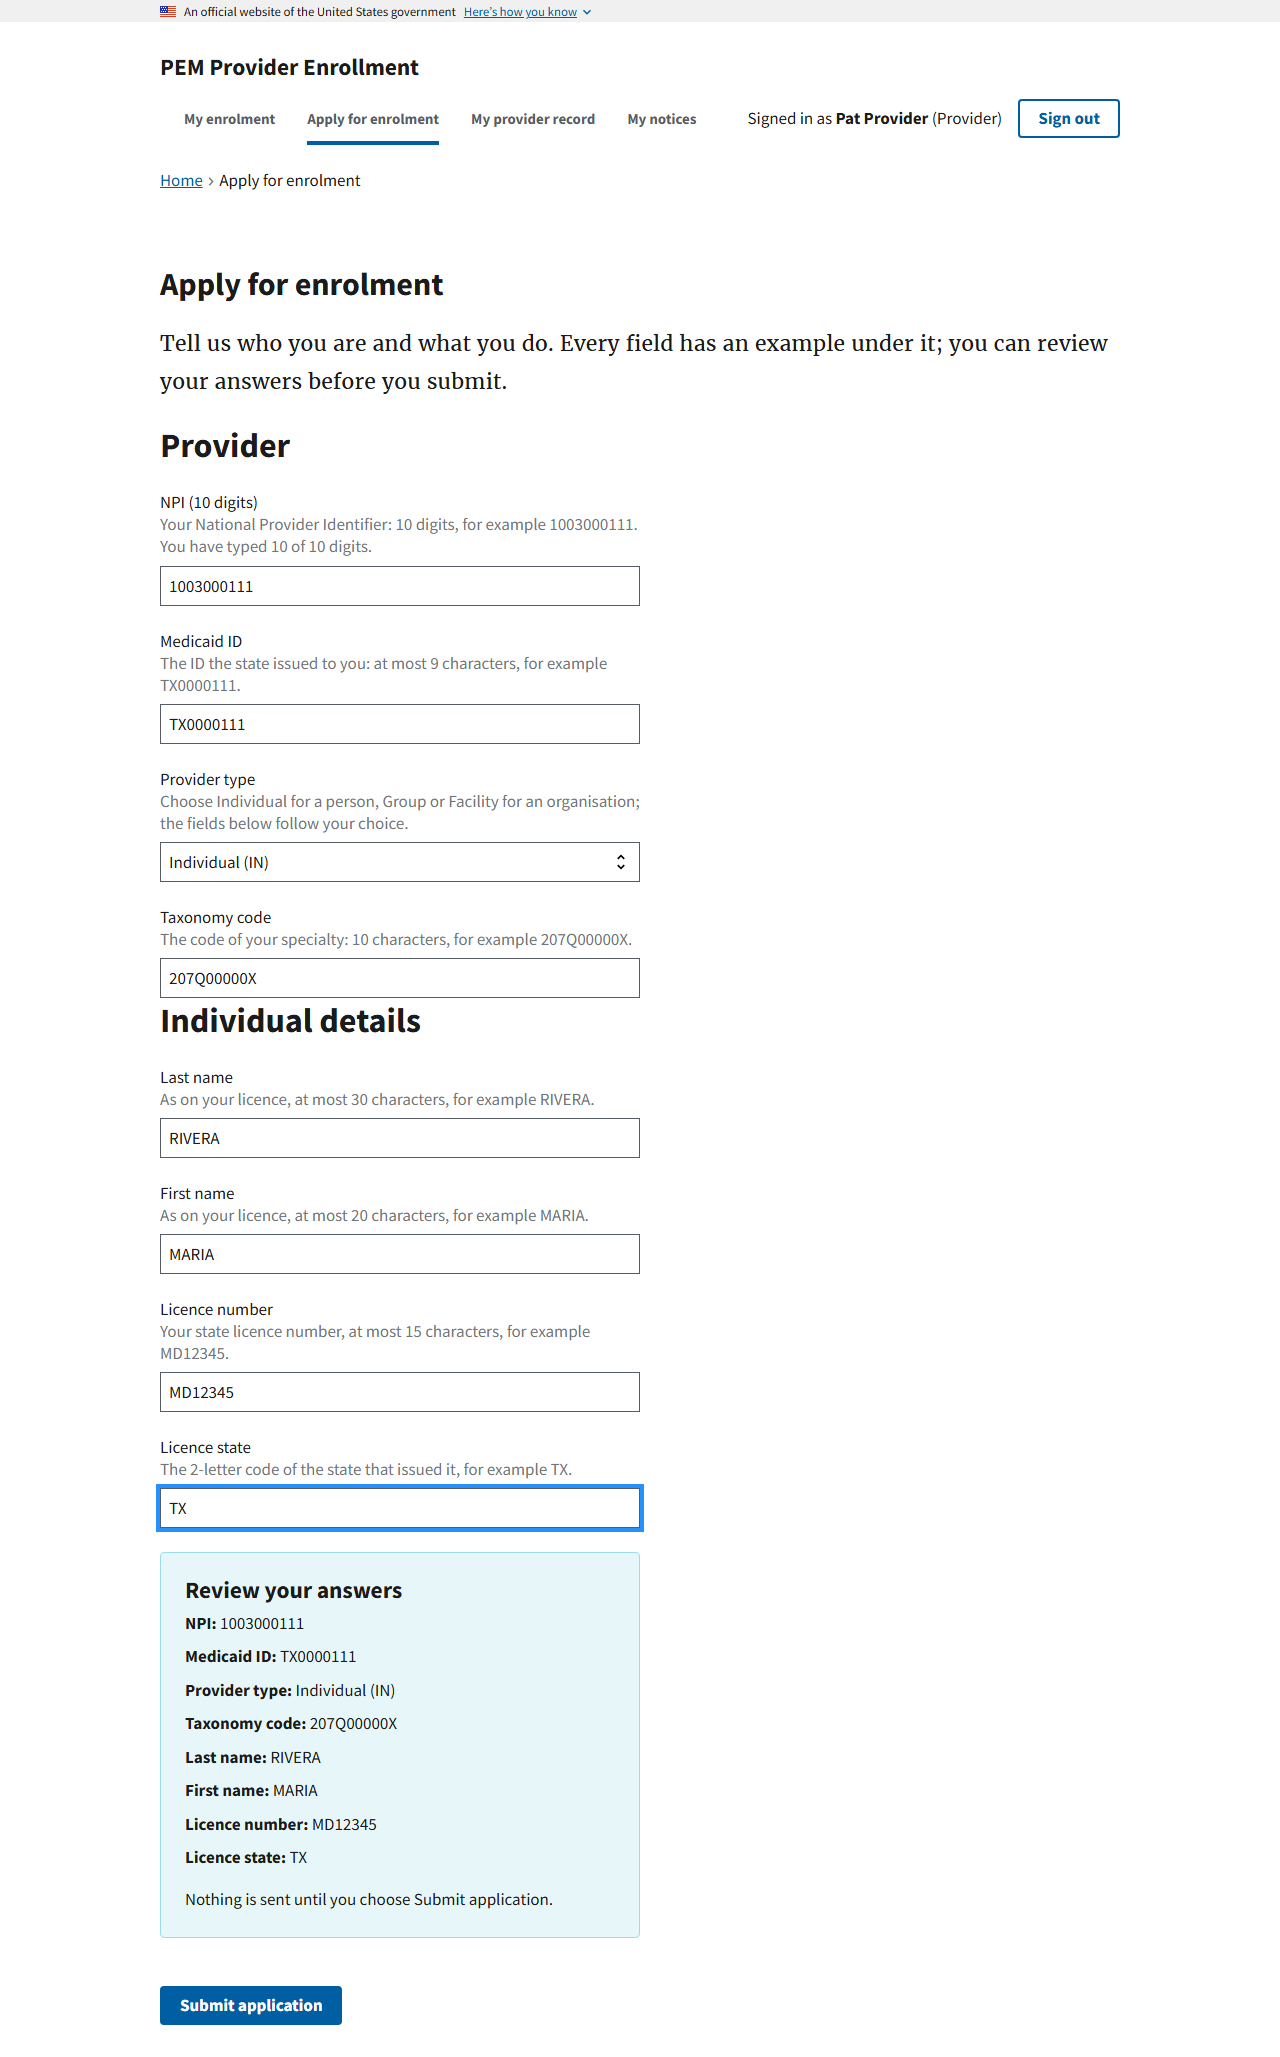 An official website of the United States government Here's how you know
PEM Provider Enrollment
My enrolment Apply for enrolment My provider record My notices Signed in as Pat Provider (Provider) Sign out
Home › Apply for enrolment
Apply for enrolment
Tell us who you are and what you do. Every field has an example under it; you can review
your answers before you submit.
Provider
NPI (10 digits)
Your National Provider Identifier: 10 digits, for example 1003000111.
You have typed 10 of 10 digits.
1003000111
Medicaid ID
The ID the state issued to you: at most 9 characters, for example
TX0000111.
TX0000111
Provider type
Choose Individual for a person, Group or Facility for an organisation;
the fields below follow your choice.
Individual (IN)
Taxonomy code
The code of your specialty: 10 characters, for example 207Q00000X.
207Q00000X
Individual details
Last name
As on your licence, at most 30 characters, for example RIVERA.
RIVERA
First name
As on your licence, at most 20 characters, for example MARIA.
MARIA
Licence number
Your state licence number, at most 15 characters, for example
MD12345.
MD12345
Licence state
The 2-letter code of the state that issued it, for example TX.
TX
Review your answers
NPI: 1003000111
Medicaid ID: TX0000111
Provider type: Individual (IN)
Taxonomy code: 207Q00000X
Last name: RIVERA
First name: MARIA
Licence number: MD12345
Licence state: TX
Nothing is sent until you choose Submit application.
Submit application